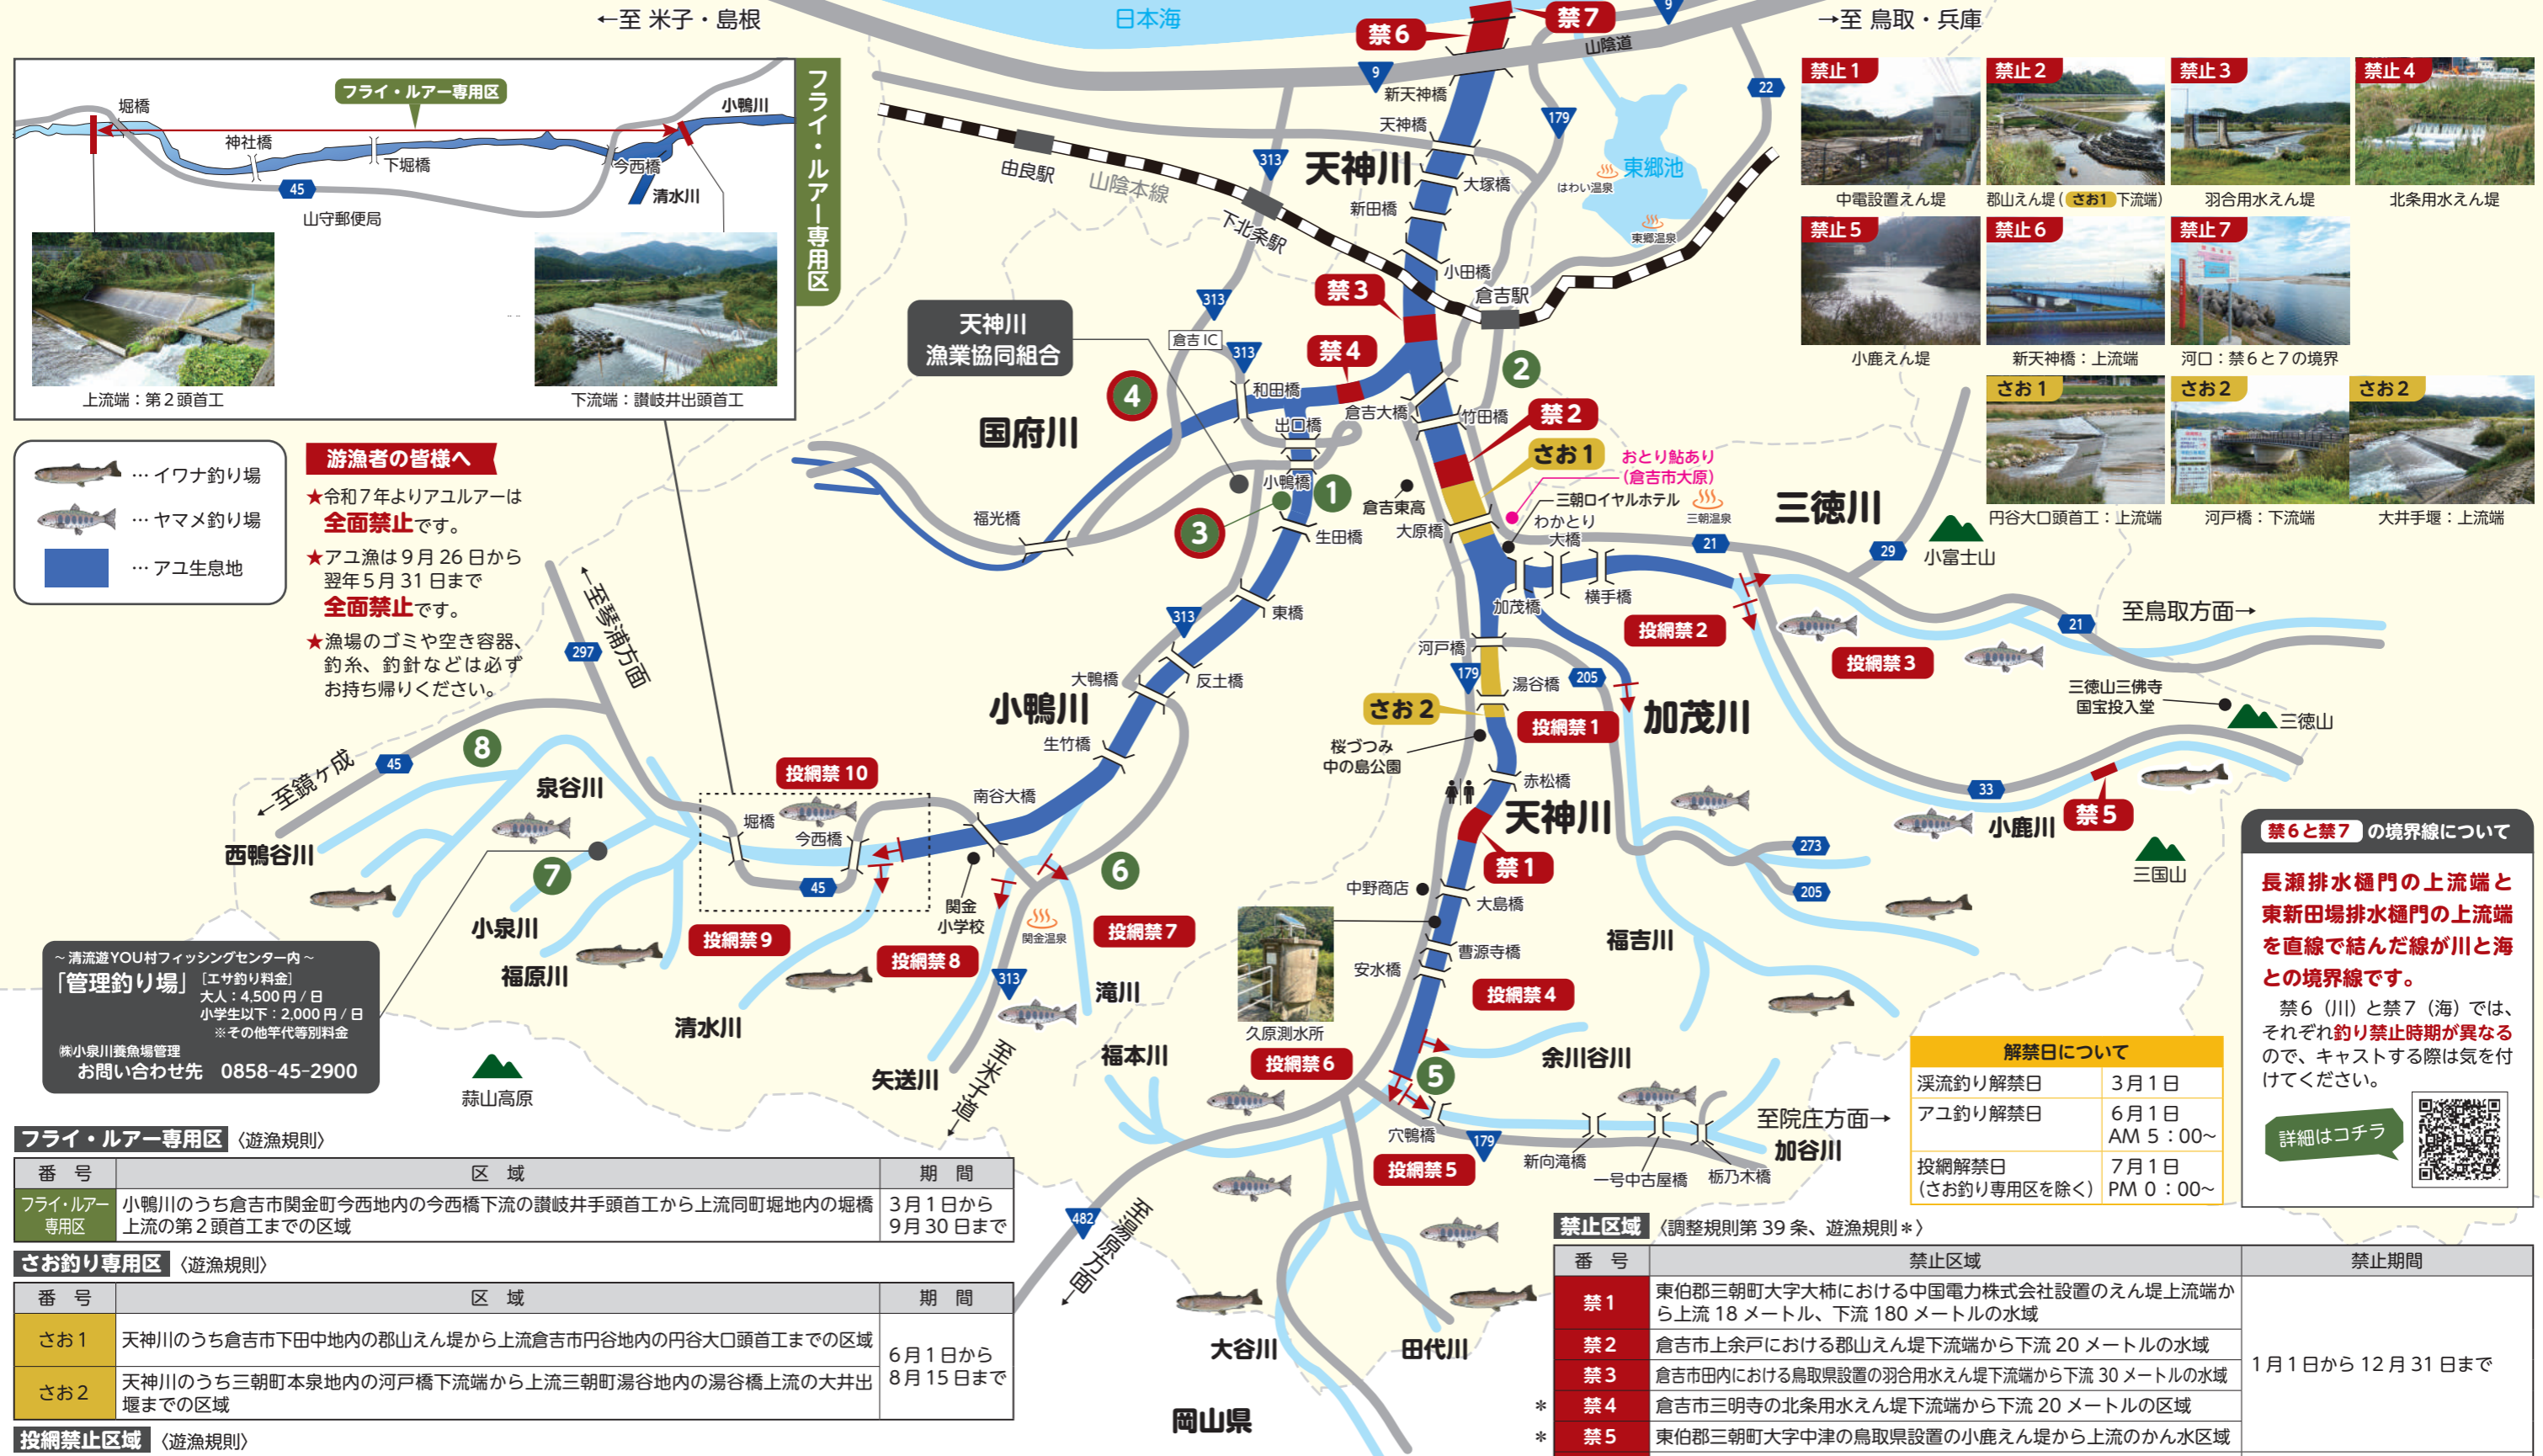 ←至 米子・島根
日本海
→至 鳥取・兵庫
禁6
禁7
9
9
山陰道
新天神橋
179
22
フライ・ルアー専用区
フライ・ルアー専用区
堀橋
神社橋
下堀橋
今西橋
小鴨川
清水川
45
山守郵便局
上流端：第2頭首工
下流端：讃岐井出頭首工
由良駅
山陰本線
下北条駅
313
天神川
天神橋
大塚橋
新田橋
小田橋
倉吉駅
はわい温泉
東郷池
東郷温泉
禁止1
中電設置えん堤
禁止2
郡山えん堤(さお1下流端)
禁止3
羽合用水えん堤
禁止4
北条用水えん堤
禁止5
小鹿えん堤
禁止6
新天神橋：上流端
禁止7
河口：禁6と7の境界
さお1
円谷大口頭首工：上流端
さお2
河戸橋：下流端
さお2
大井手堰：上流端
… イワナ釣り場
… ヤマメ釣り場
… アユ生息地
游漁者の皆様へ
★令和7年よりアユルアーは
全面禁止です。
★アユ漁は9月26日から
翌年5月31日まで
全面禁止です。
★漁場のゴミや空き容器、
釣糸、釣針などは必ず
お持ち帰りください。
天神川
漁業協同組合
313
倉吉IC
313
禁3
禁4
4
和田橋
国府川
出口橋
倉吉大橋
竹田橋
2
禁2
さお1
おとり鮎あり
(倉吉市大原)
三朝ロイヤルホテル
三朝温泉
小鴨橋
1
3
倉吉東高
大原橋
わかとり
大橋
生田橋
福光橋
三徳川
21
29
小富士山
加茂橋
横手橋
投網禁2
投網禁3
21
至鳥取方面→
東橋
313
河戸橋
179
湯谷橋
205
さお2
投網禁1
加茂川
三徳山三佛寺
国宝投入堂
三徳山
大鴨橋
反土橋
小鴨川
生竹橋
桜づつみ
中の島公園
赤松橋
天神川
禁1
33
小鹿川
禁5
三国山
←至琴浦方面
297
←至鏡ヶ成
45
8
泉谷川
西鴨谷川
7
小泉川
福原川
投網禁10
堀橋
今西橋
45
南谷大橋
関金
小学校
6
関金温泉
投網禁7
投網禁8
投網禁9
清水川
矢送川
313
滝川
至米子道→
中野商店
大島橋
曹源寺橋
安水橋
久原測水所
投網禁4
投網禁6
273
205
福吉川
福本川
余川谷川
5
穴鴨橋
179
投網禁5
新向滝橋
一号中古屋橋
栃乃木橋
至院庄方面→
加谷川
482
至湯原方面→
大谷川
田代川
岡山県
～清流遊YOU村フィッシングセンター内～
「管理釣り場」［エサ釣り料金］
大人：4,500円/日
小学生以下：2,000円/日
※その他竿代等別料金
㈱小泉川養魚場管理
お問い合わせ先 0858-45-2900
蒜山高原
禁6と禁7 の境界線について
長瀬排水樋門の上流端と
東新田場排水樋門の上流端
を直線で結んだ線が川と海
との境界線です。
禁6（川）と禁7（海）では、
それぞれ釣り禁止時期が異なる
ので、キャストする際は気を付
けてください。
詳細はコチラ
解禁日について
渓流釣り解禁日 3月1日
アユ釣り解禁日 6月1日
AM 5：00〜
投網解禁日 7月1日
(さお釣り専用区を除く) PM 0：00〜
フライ・ルアー専用区〈遊漁規則〉
番 号 区 域 期 間
フライ・ルアー
専用区
小鴨川のうち倉吉市関金町今西地内の今西橋下流の讃岐井手頭首工から上流同町堀地内の堀橋
上流の第2頭首工までの区域
3月1日から
9月30日まで
さお釣り専用区〈遊漁規則〉
番 号 区 域 期 間
さお1 天神川のうち倉吉市下田中地内の郡山えん堤から上流倉吉市円谷地内の円谷大口頭首工までの区域
さお2 天神川のうち三朝町本泉地内の河戸橋下流端から上流三朝町湯谷地内の湯谷橋上流の大井出
堰までの区域
6月1日から
8月15日まで
投網禁止区域〈遊漁規則〉
禁止区域〈調整規則第39条、遊漁規則＊〉
番 号 禁止区域 禁止期間
禁1 東伯郡三朝町大字大柿における中国電力株式会社設置のえん堤上流端か
ら上流18メートル、下流180メートルの水域
禁2 倉吉市上余戸における郡山えん堤下流端から下流20メートルの水域
禁3 倉吉市田内における鳥取県設置の羽合用水えん堤下流端から下流30メートルの水域
＊ 禁4 倉吉市三明寺の北条用水えん堤下流端から下流20メートルの区域
＊ 禁5 東伯郡三朝町大字中津の鳥取県設置の小鹿えん堤から上流のかん水区域
1月1日から12月31日まで